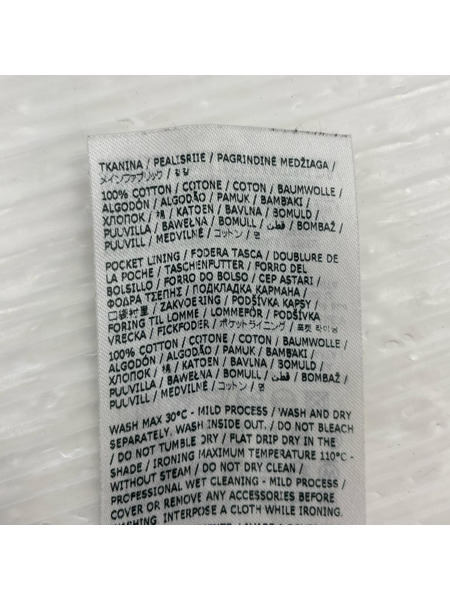 TKANINA / PEALISRIIE / PAGRINDINĖ MEDŽIAGA /
メインファブリック / 겉감
100% COTTON / COTONE / COTON / BAUMWOLLE /
ALGODÓN / ALGODÃO / PAMUK / BAMBAKI /
ХЛОПОК / 棉 / KATOEN / BAVLNA / BOMULD /
PUUVILLA / BAWEŁNA / BOMULL / قطن / BOMBAŽ /
PUUVILL / MEDVILNĖ / コットン / 면
POCKET LINING / FODERA TASCA / DOUBLURE DE
LA POCHE / TASCHENFUTTER / FORRO DEL
BOLSILLO / FORRO DO BOLSO / CEP ASTARI /
ΦΟΔΡΑ ΤΣΕΠΗΣ / ПОДКЛАДКА КАРМАНА /
口袋衬里 / ZAKVOERING / PODŠÍVKA KAPSY /
FORING TIL LOMME / LOMMEFÓR / PODŠÍVKA
VRECKA / FICKFODER / ポケットライニング / 포켓 라이닝
100% COTTON / COTONE / COTON / BAUMWOLLE /
ALGODÓN / ALGODÃO / PAMUK / BAMBAKI /
ХЛОПОК / 棉 / KATOEN / BAVLNA / BOMULD /
PUUVILLA / BAWEŁNA / BOMULL / قطن / BOMBAŽ /
PUUVILL / MEDVILNĖ / コットン / 면
WASH MAX 30°C - MILD PROCESS / WASH AND DRY
SEPARATELY. WASH INSIDE OUT. / DO NOT BLEACH
/ DO NOT TUMBLE DRY / FLAT DRIP DRY IN THE
SHADE / IRONING MAXIMUM TEMPERATURE 110°C -
WITHOUT STEAM / DO NOT DRY CLEAN /
PROFESSIONAL WET CLEANING - MILD PROCESS /
COVER OR REMOVE ANY ACCESSORIES BEFORE
WASHING. INTERPOSE A CLOTH WHILE IRONING.